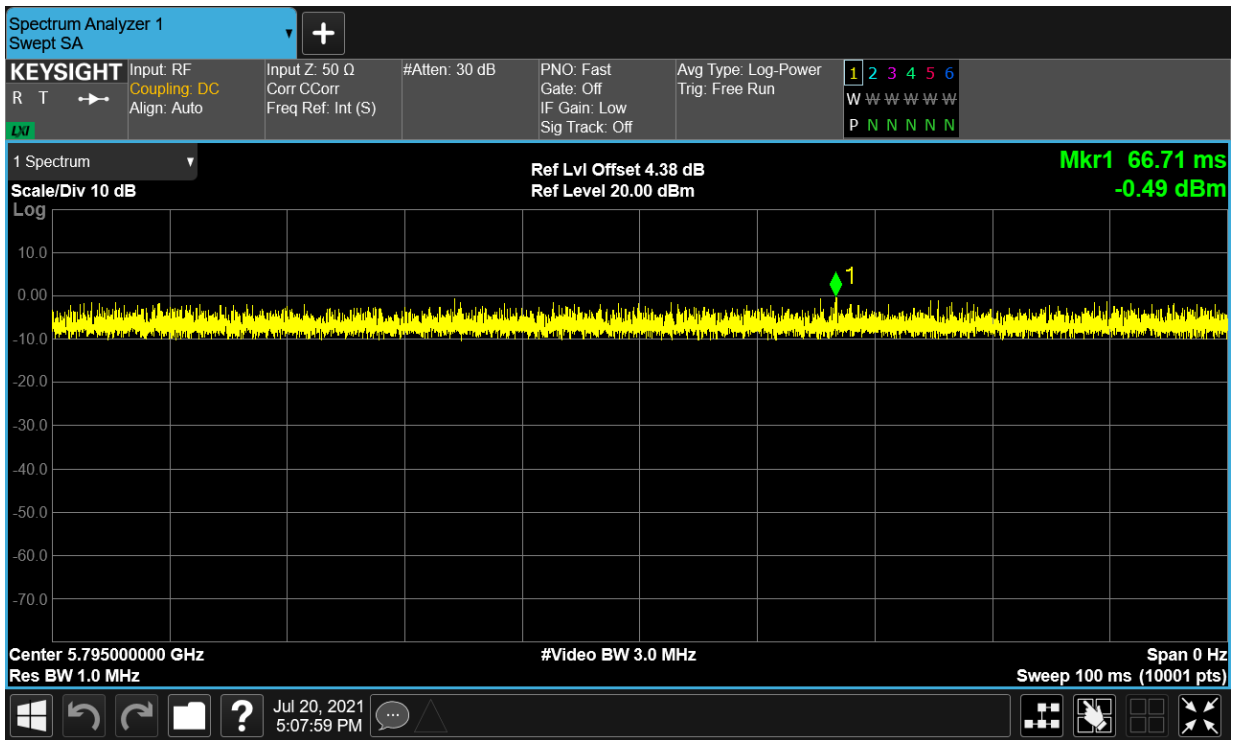 Spectrum Analyzer 1
Swept SA
KEYSIGHT
R T
LXI
Input: RF
Coupling: DC
Align: Auto
Input Z: 50 Ω
Corr CCorr
Freq Ref: Int (S)
#Atten: 30 dB
PNO: Fast
Gate: Off
IF Gain: Low
Sig Track: Off
Avg Type: Log-Power
Trig: Free Run
1 2 3 4 5 6
W W W W W W
P N N N N N
1 Spectrum
Scale/Div 10 dB
Log
Ref Lvl Offset 4.38 dB
Ref Level 20.00 dBm
Mkr1 66.71 ms
-0.49 dBm
10.0
1
0.00
-10.0
-20.0
-30.0
-40.0
-50.0
-60.0
-70.0
Center 5.795000000 GHz
Res BW 1.0 MHz
#Video BW 3.0 MHz
Span 0 Hz
Sweep 100 ms (10001 pts)
?
Jul 20, 2021
5:07:59 PM